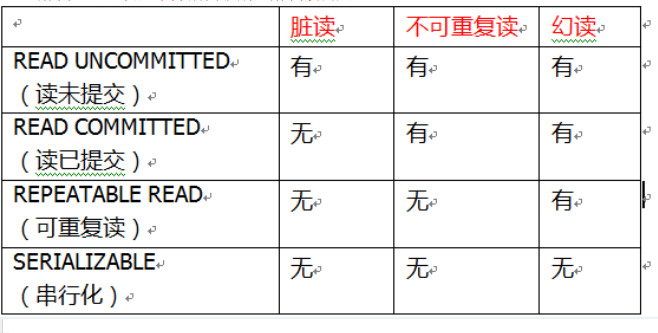 脏读 不可重复读 幻读
READ UNCOMMITTED 有 有 有
（读未提交）
READ COMMITTED 无 有 有
（读已提交）
REPEATABLE READ 无 无 有
（可重复读）
SERIALIZABLE 无 无 无
（串行化）